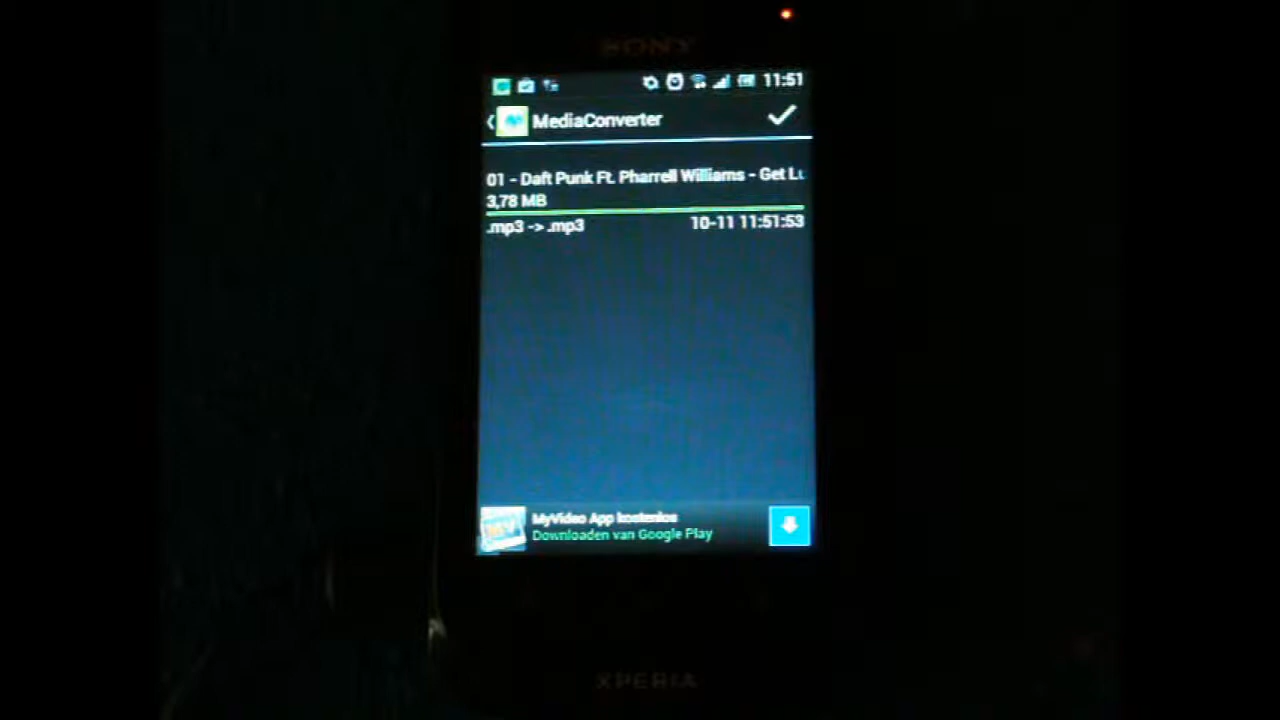 SONY
11:51
MediaConverter
01 - Daft Punk Ft. Pharrell Williams - Get Lu
3,78 MB
.mp3 -> .mp3 10-11 11:51:53
MyVideo App kostenlos
Downloaden van Google Play
XPERIA